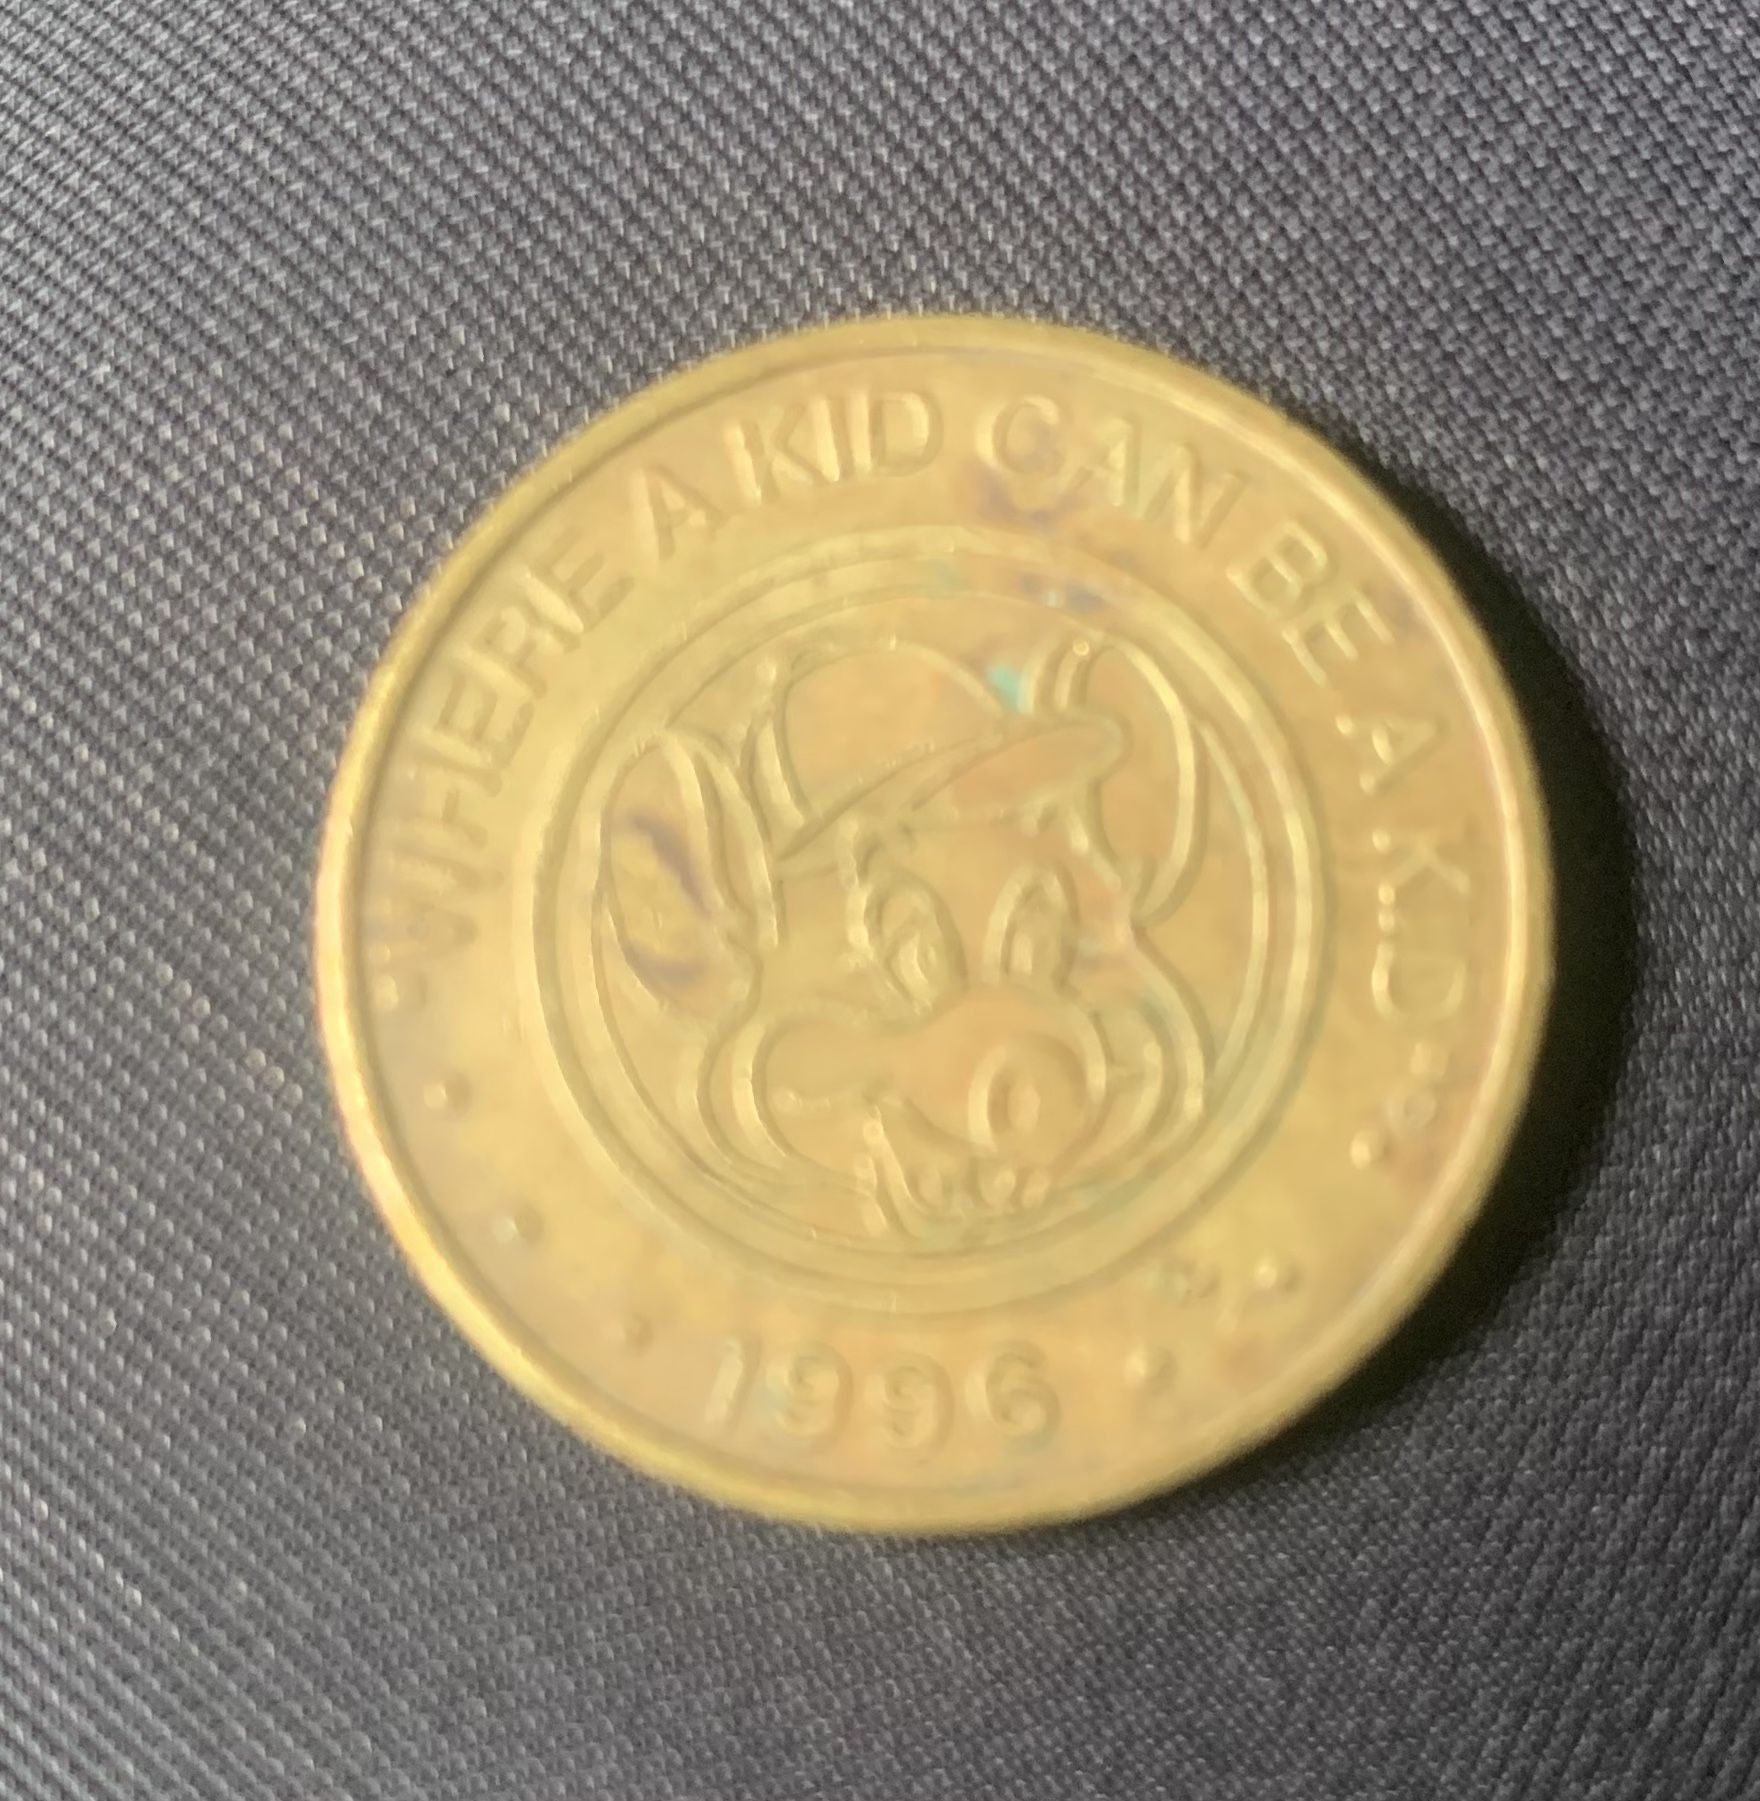 "WHERE A KID CAN BE A KID"
1996